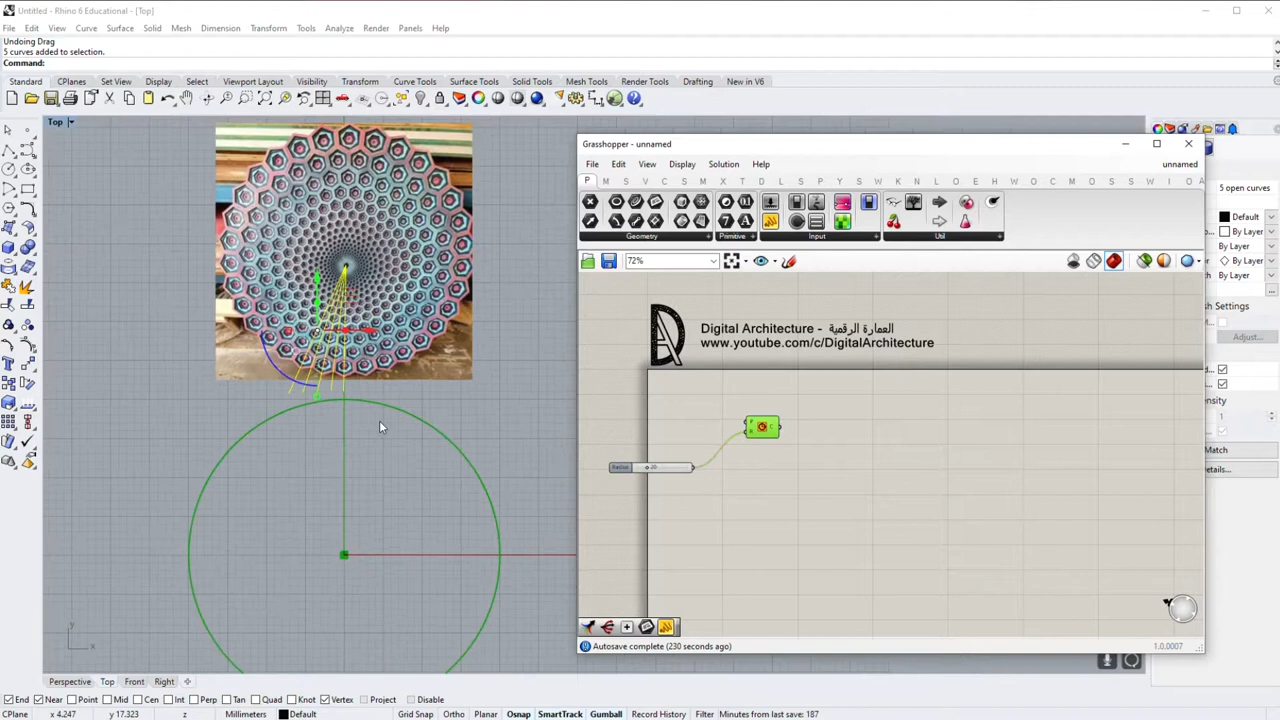 Untitled - Rhino 6 Educational - [Top]
File Edit View Curve Surface Solid Mesh Dimension Transform Tools Analyze Render Panels Help
Undoing Drag
5 curves added to selection.
Command:
Standard CPlanes Set View Display Select Viewport Layout Visibility Transform Curve Tools Surface Tools Solid Tools Mesh Tools Render Tools Drafting New in V6
Top
Grasshopper - unnamed
File Edit View Display Solution Help unnamed
P M S V C S M X T D L O K P S Y B A W K N L E T X D S O W S O
Geometry Primitive Input Util
72%
Digital Architecture - العمارة الرقمية
www.youtube.com/c/DigitalArchitecture
Radius 20
P
R
C
Autosave complete (230 seconds ago) 1.0.0007
5 open curves
Default
By Layer
By Layer
By Layer
By Layer
1
Match
Perspective Top Front Right
End Near Point Mid Cen Int Perp Tan Quad Knot Vertex Project Disable
y
x
CPlane x 4.247 y 17.323 z Millimeters Default Grid Snap Ortho Planar Osnap SmartTrack Gumball Record History Filter Minutes from last save: 187